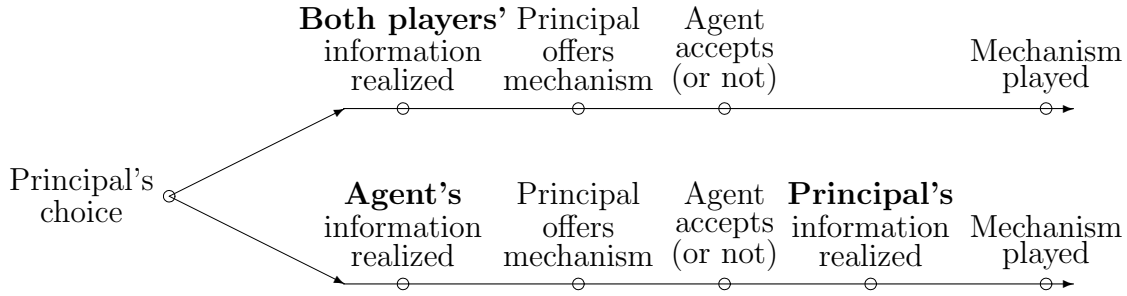 Both players'
information
realized
Principal
offers
mechanism
Agent
accepts
(or not)
Mechanism
played
Principal's
choice
Agent's
information
realized
Principal
offers
mechanism
Agent
accepts
(or not)
Principal's
information
realized
Mechanism
played